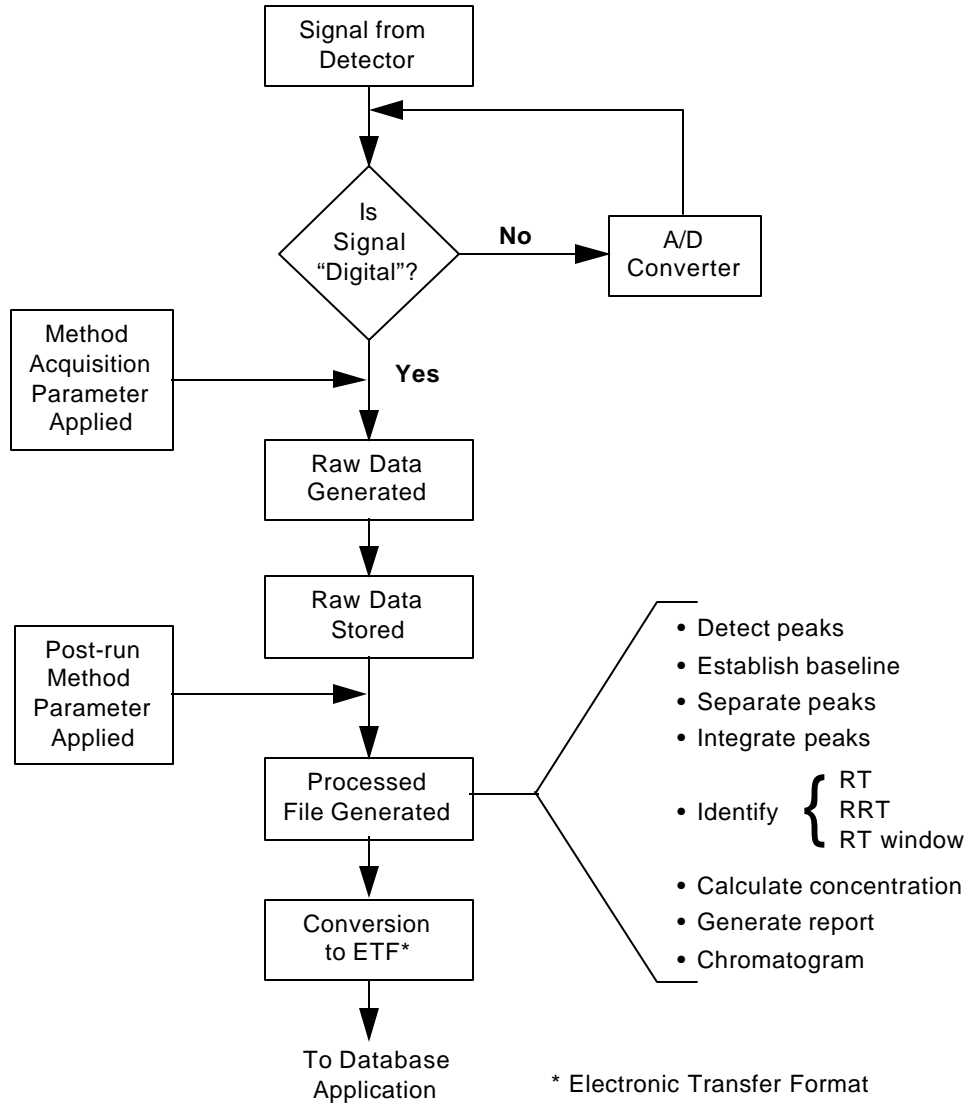 Signal from
Detector
Is
Signal
“Digital”?
No
A/D
Converter
Method
Acquisition
Parameter
Applied
Yes
Raw Data
Generated
Raw Data
Stored
Post-run
Method
Parameter
Applied
Processed
File Generated
• Detect peaks
• Establish baseline
• Separate peaks
• Integrate peaks
• Identify
RT
RRT
RT window
• Calculate concentration
• Generate report
• Chromatogram
Conversion
to ETF*
To Database
Application
* Electronic Transfer Format